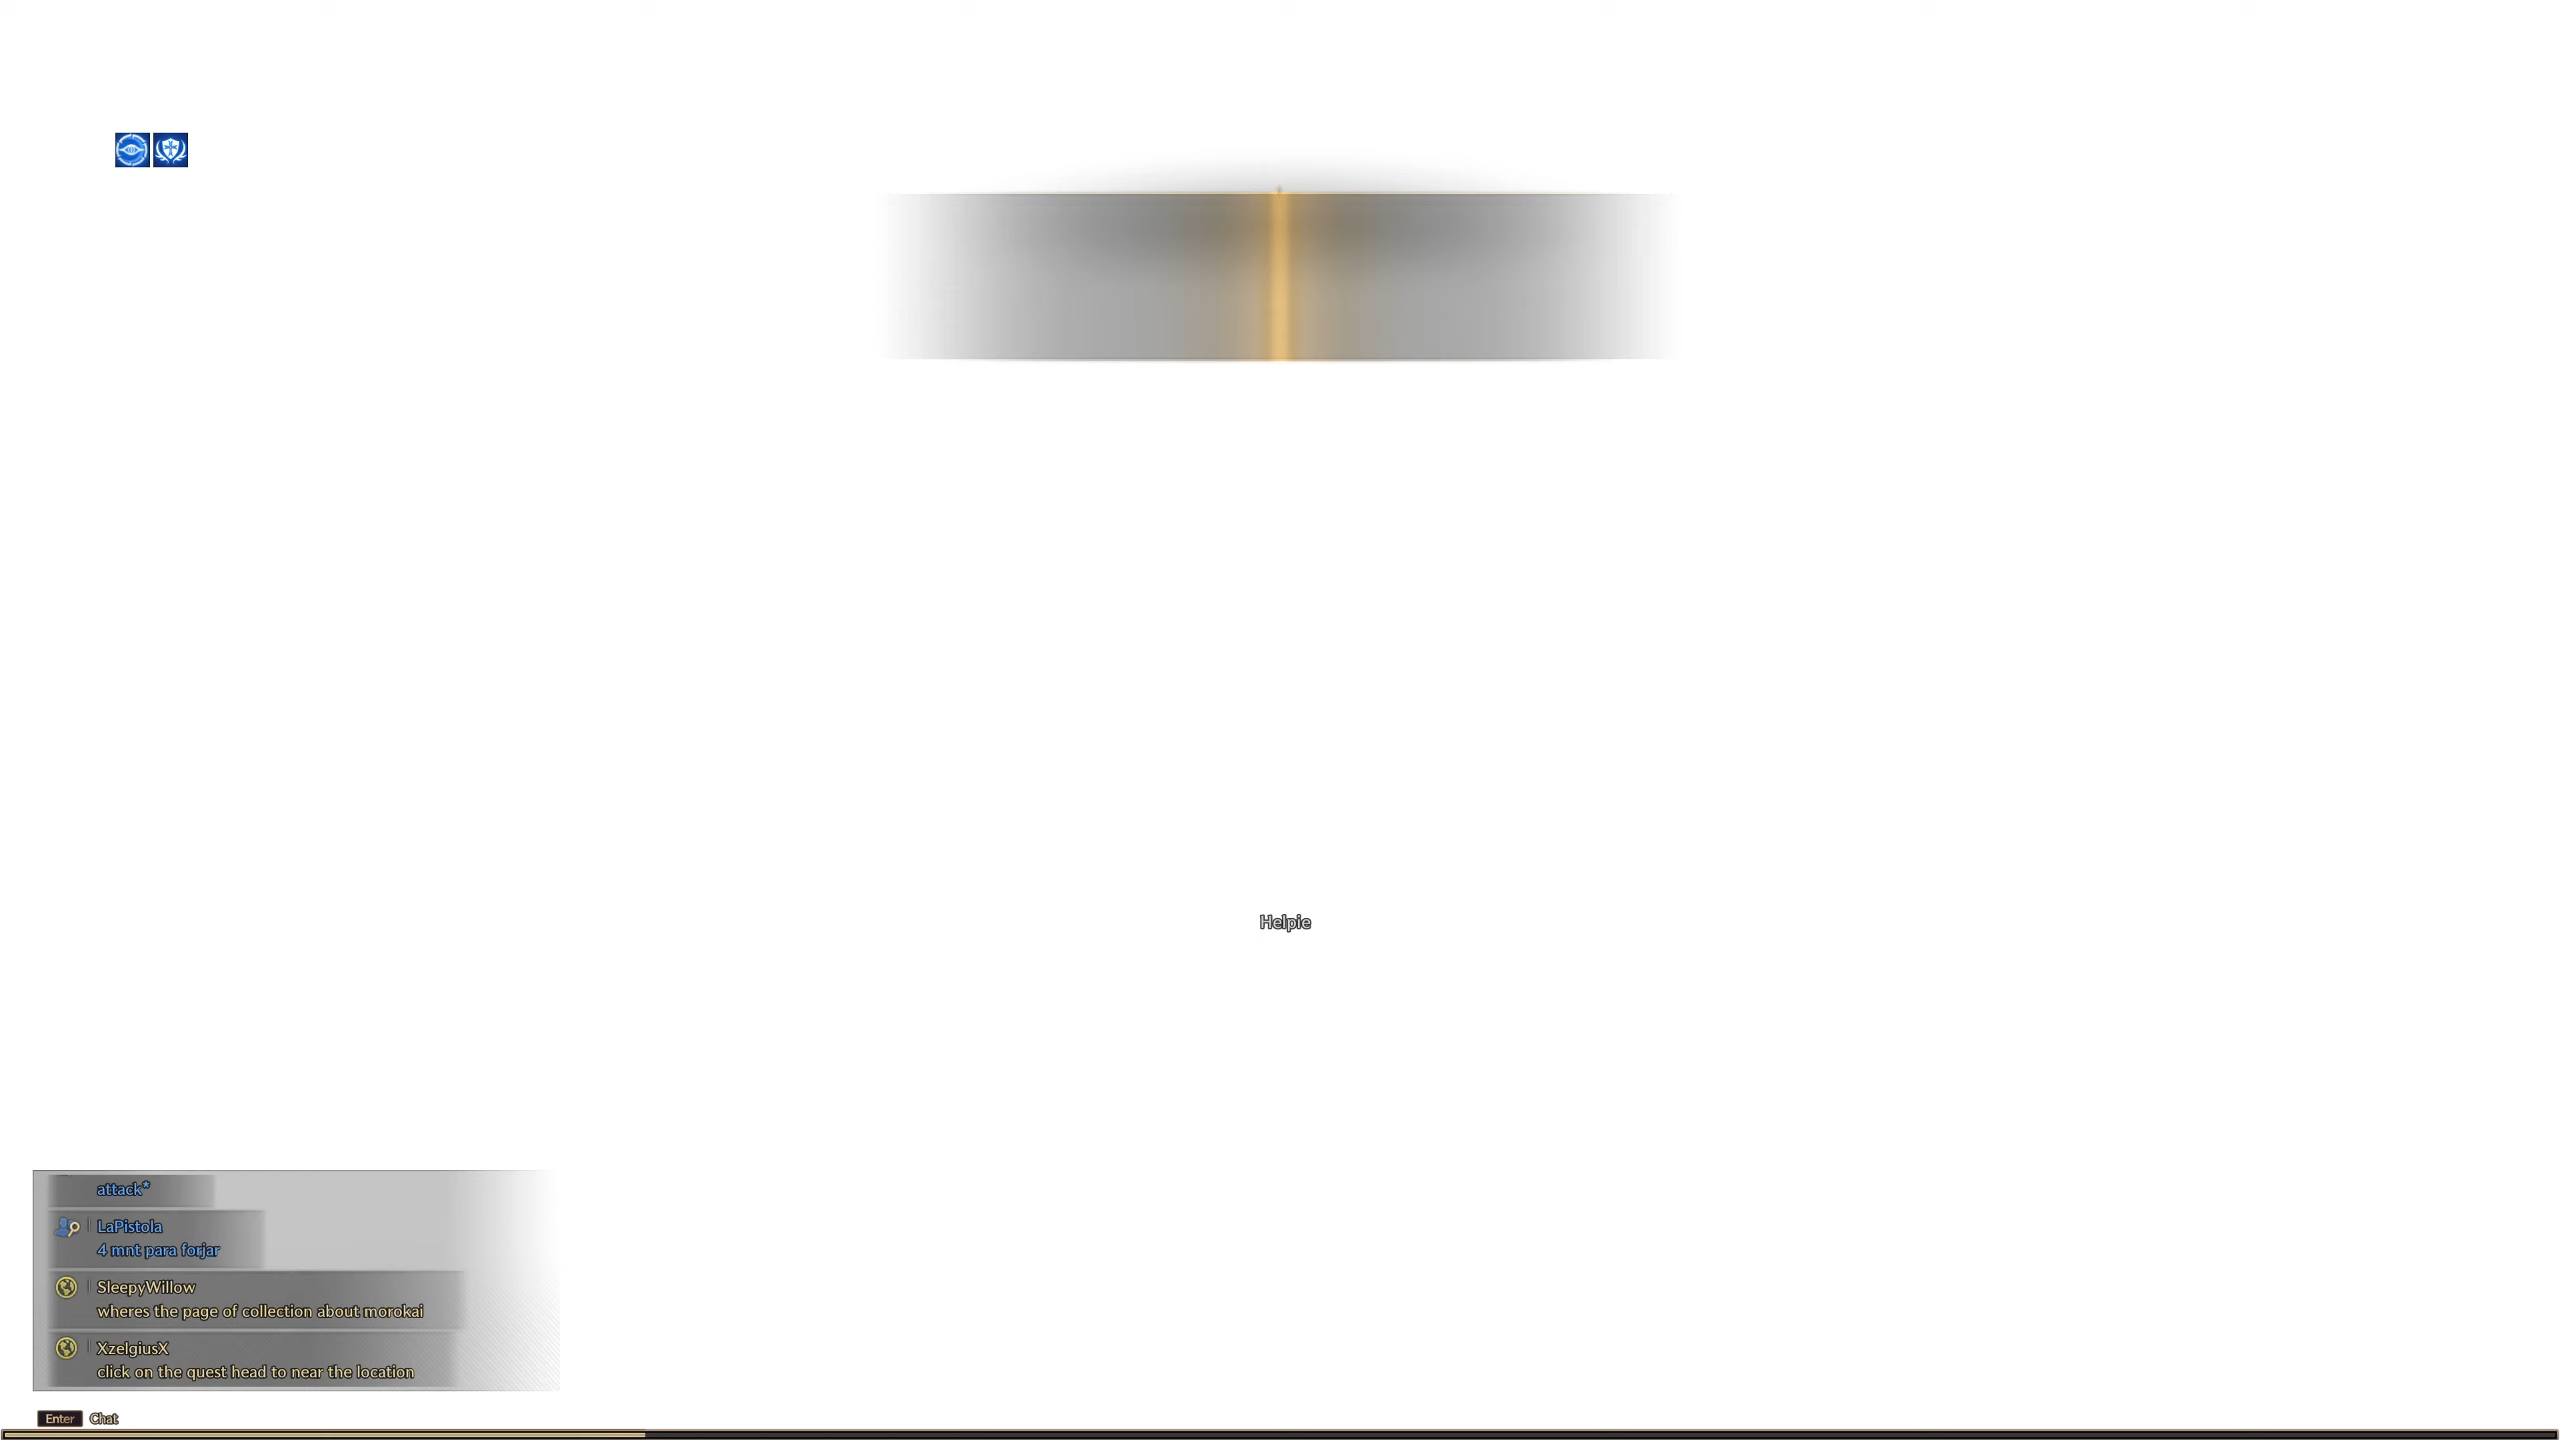 Helpie
attack*
LaPistola
4 mnt para forjar
SleepyWillow
wheres the page of collection about morokai
XzelgiusX
click on the quest head to near the location
Enter Chat